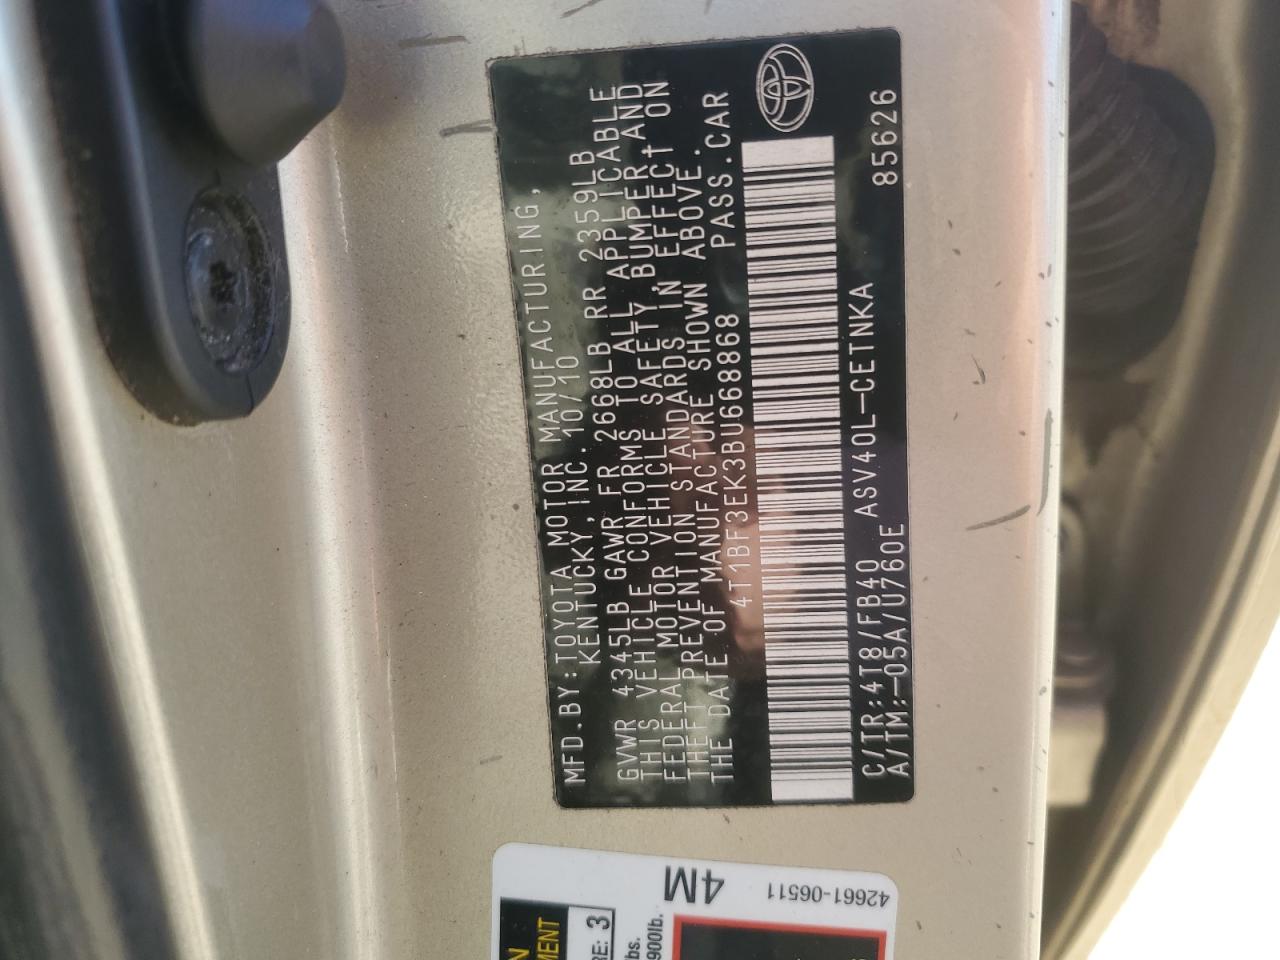 MFD.BY:TOYOTA MOTOR MANUFACTURING,
KENTUCKY,INC. 10/10
GVWR 4345LB GAWR FR 2668LB RR 2359LB
THIS VEHICLE CONFORMS TO ALL APPLICABLE
FEDERAL MOTOR VEHICLE SAFETY,BUMPER,AND
THEFT PREVENTION STANDARDS IN EFFECT ON
THE DATE OF MANUFACTURE SHOWN ABOVE.
4T1BF3EK3BU668868 PASS.CAR
C/TR:4T8/FB40 ASV40L-CETNKA 85626
A/TM:-05A/U760E
4M
42661-06511
3
900lb.